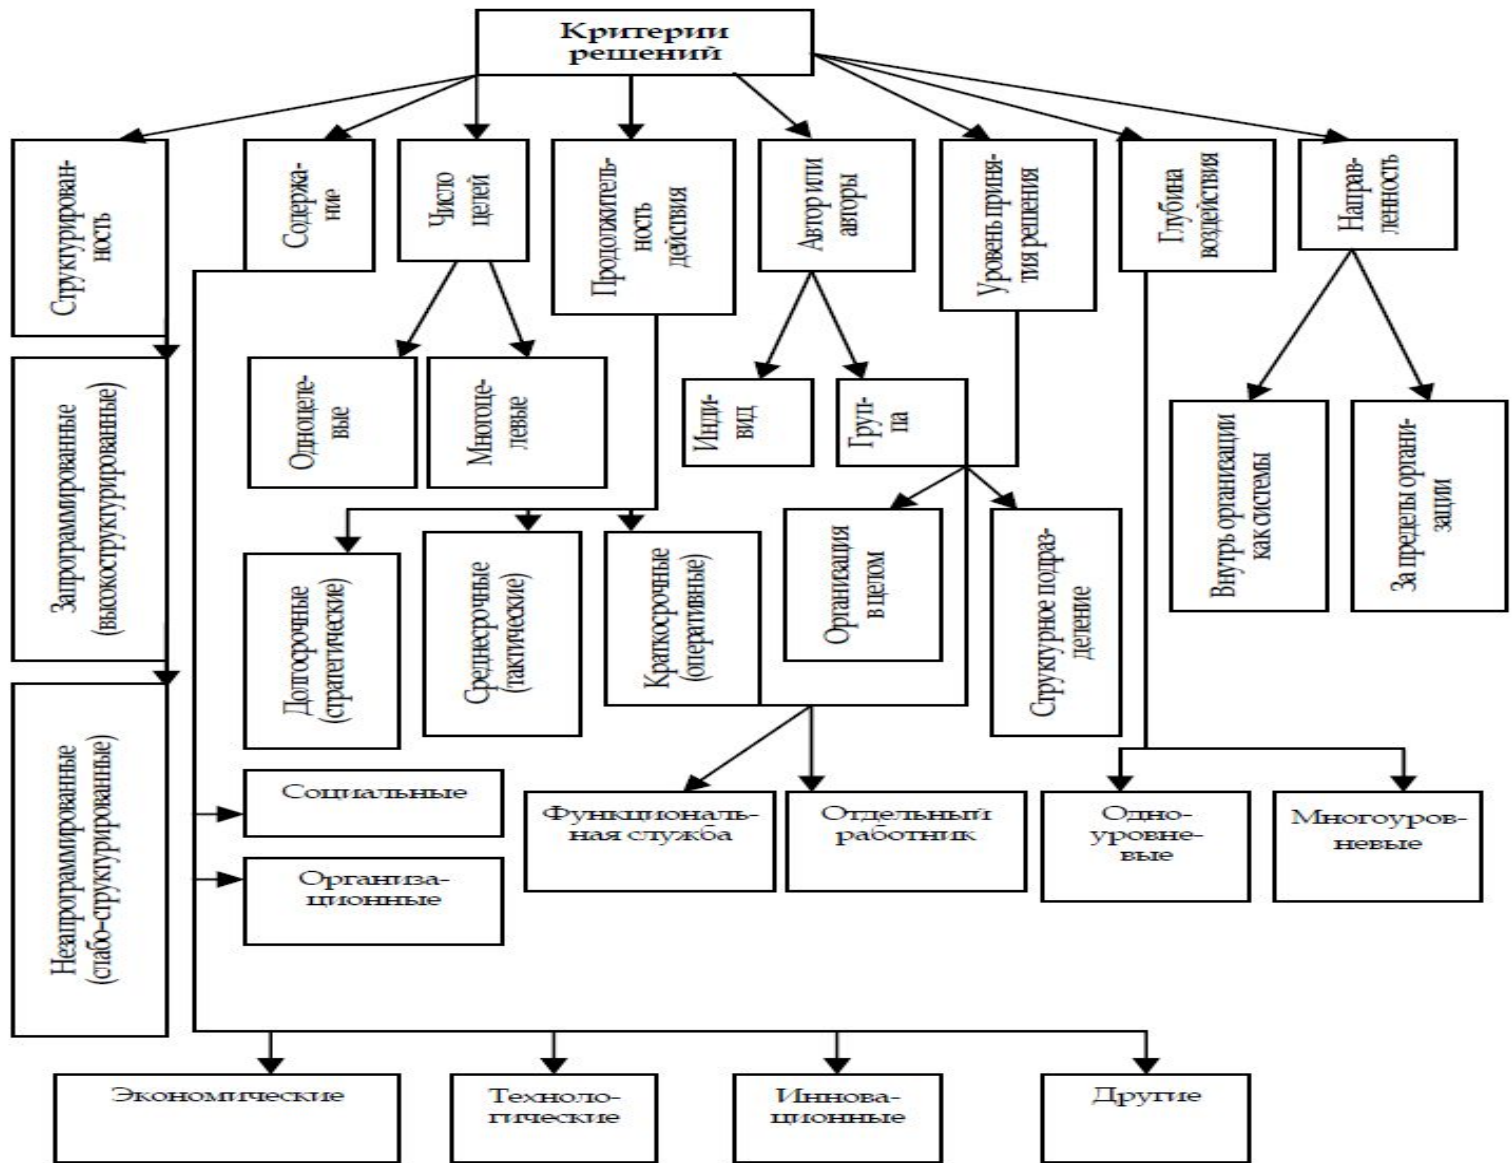 Критерии
решений
Структурирован-
ность
Содержа-
ние
Число
целей
Продолжитель-
ность
действия
Автор или
авторы
Уровень приня-
тия решения
Глубина
воздействия
Направ-
ленность
Запрограммированные
(высокоструктурированные)
Одноцеле-
вые
Многоце-
левые
Инди-
вид
Груп-
па
Внутрь организации
как системы
За пределы органи-
зации
Долгосрочные
(стратегические)
Среднесрочные
(тактические)
Краткосрочные
(оперативные)
Организация
в целом
Структурное подраз-
деление
Незапрограммированные
(слабо-структурированные)
Социальные
Организа-
ционные
Функциональ-
ная служба
Отдельный
работник
Одно-
уровне-
вые
Многоуров-
невые
Экономические
Техноло-
гические
Иннова-
ционные
Другие